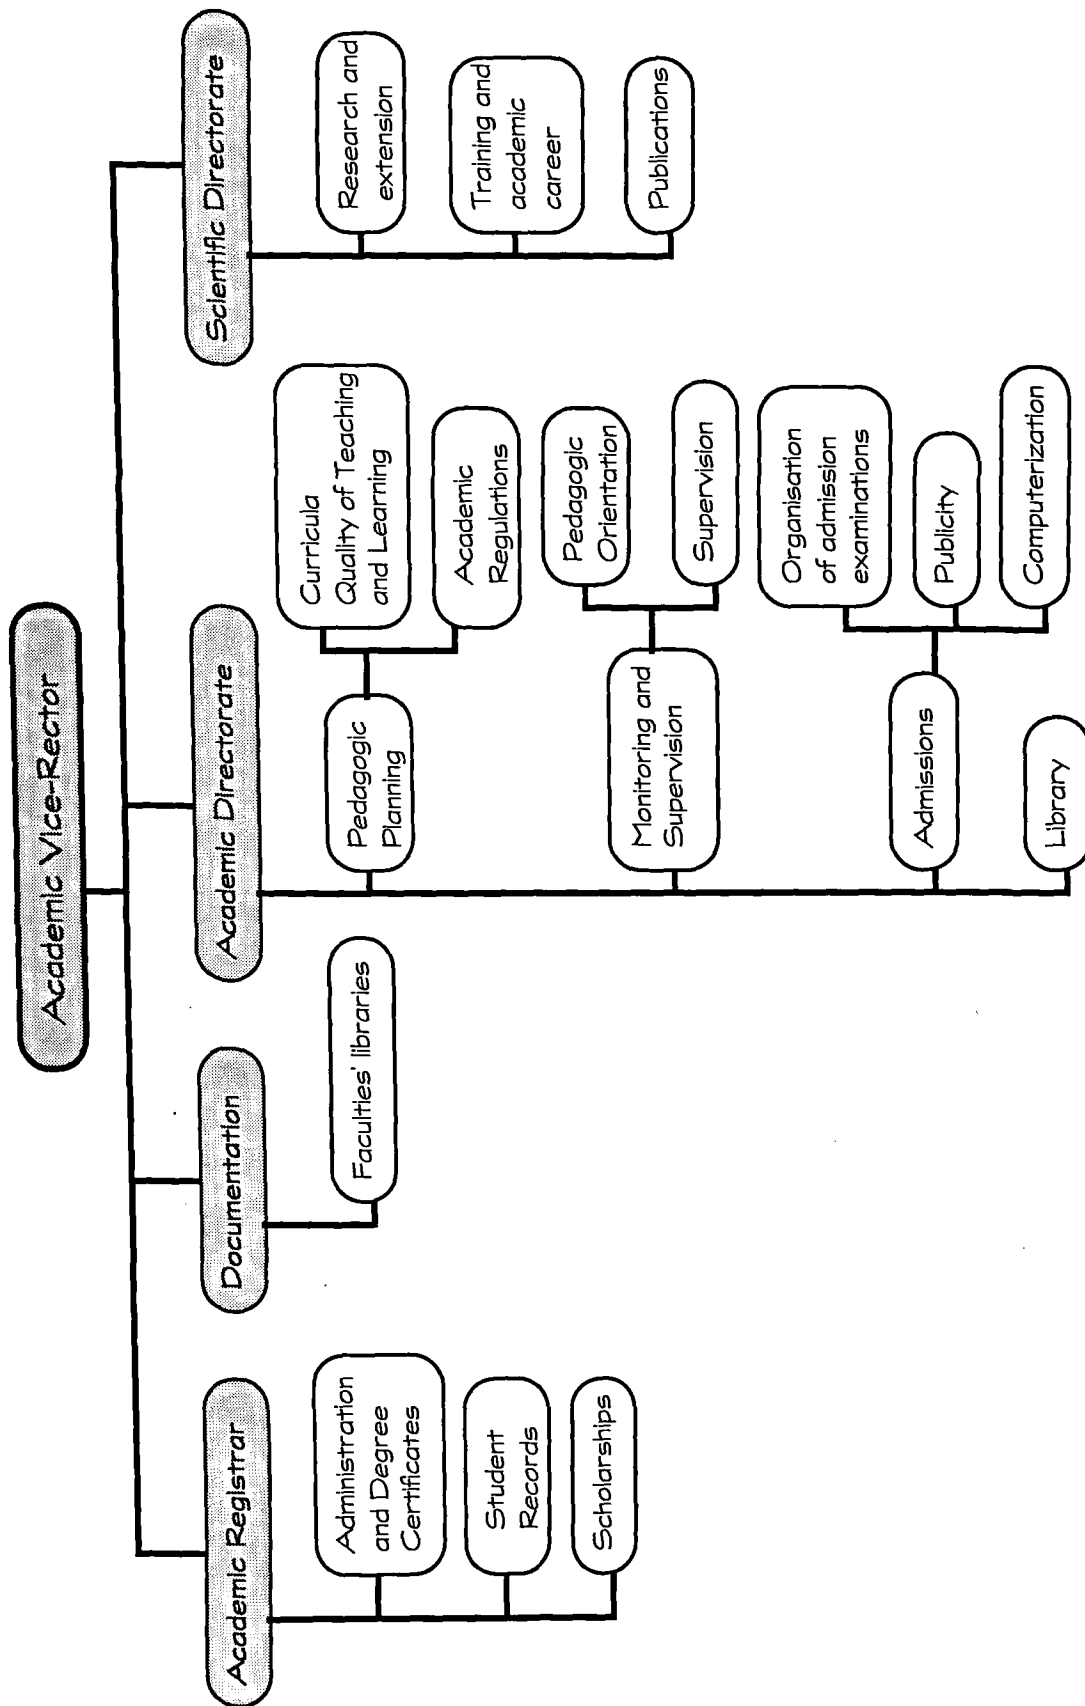 Academic Vice-Rector
Academic Registrar
Administration
and Degree
Certificates
Student
Records
Scholarships
Documentation
Faculties' libraries
Academic Directorate
Pedagogic
Planning
Curricula
Quality of Teaching
and Learning
Academic
Regulations
Monitoring and
Supervision
Pedagogic
Orientation
Supervision
Admissions
Organisation
of admission
examinations
Publicity
Computerization
Library
Scientific Directorate
Research and
extension
Training and
academic
career
Publications